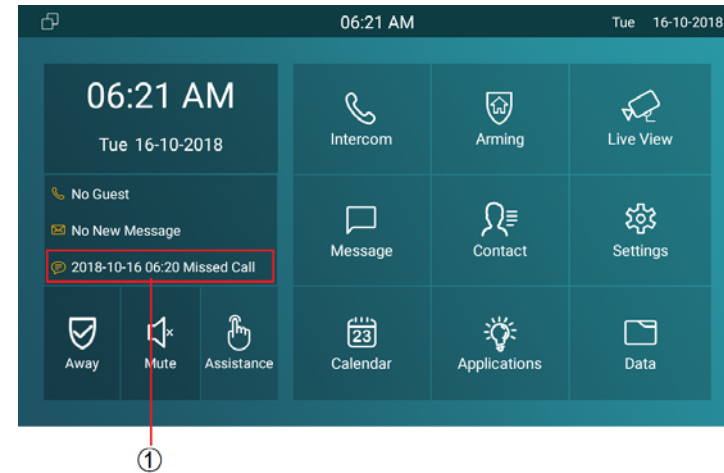 06:21 AM
Tue 16-10-2018
06:21 AM
Tue 16-10-2018
No Guest
No New Message
2018-10-16 06:20 Missed Call
Away
Mute
Assistance
Intercom
Arming
Live View
Message
Contact
Settings
23
Calendar
Applications
Data
①